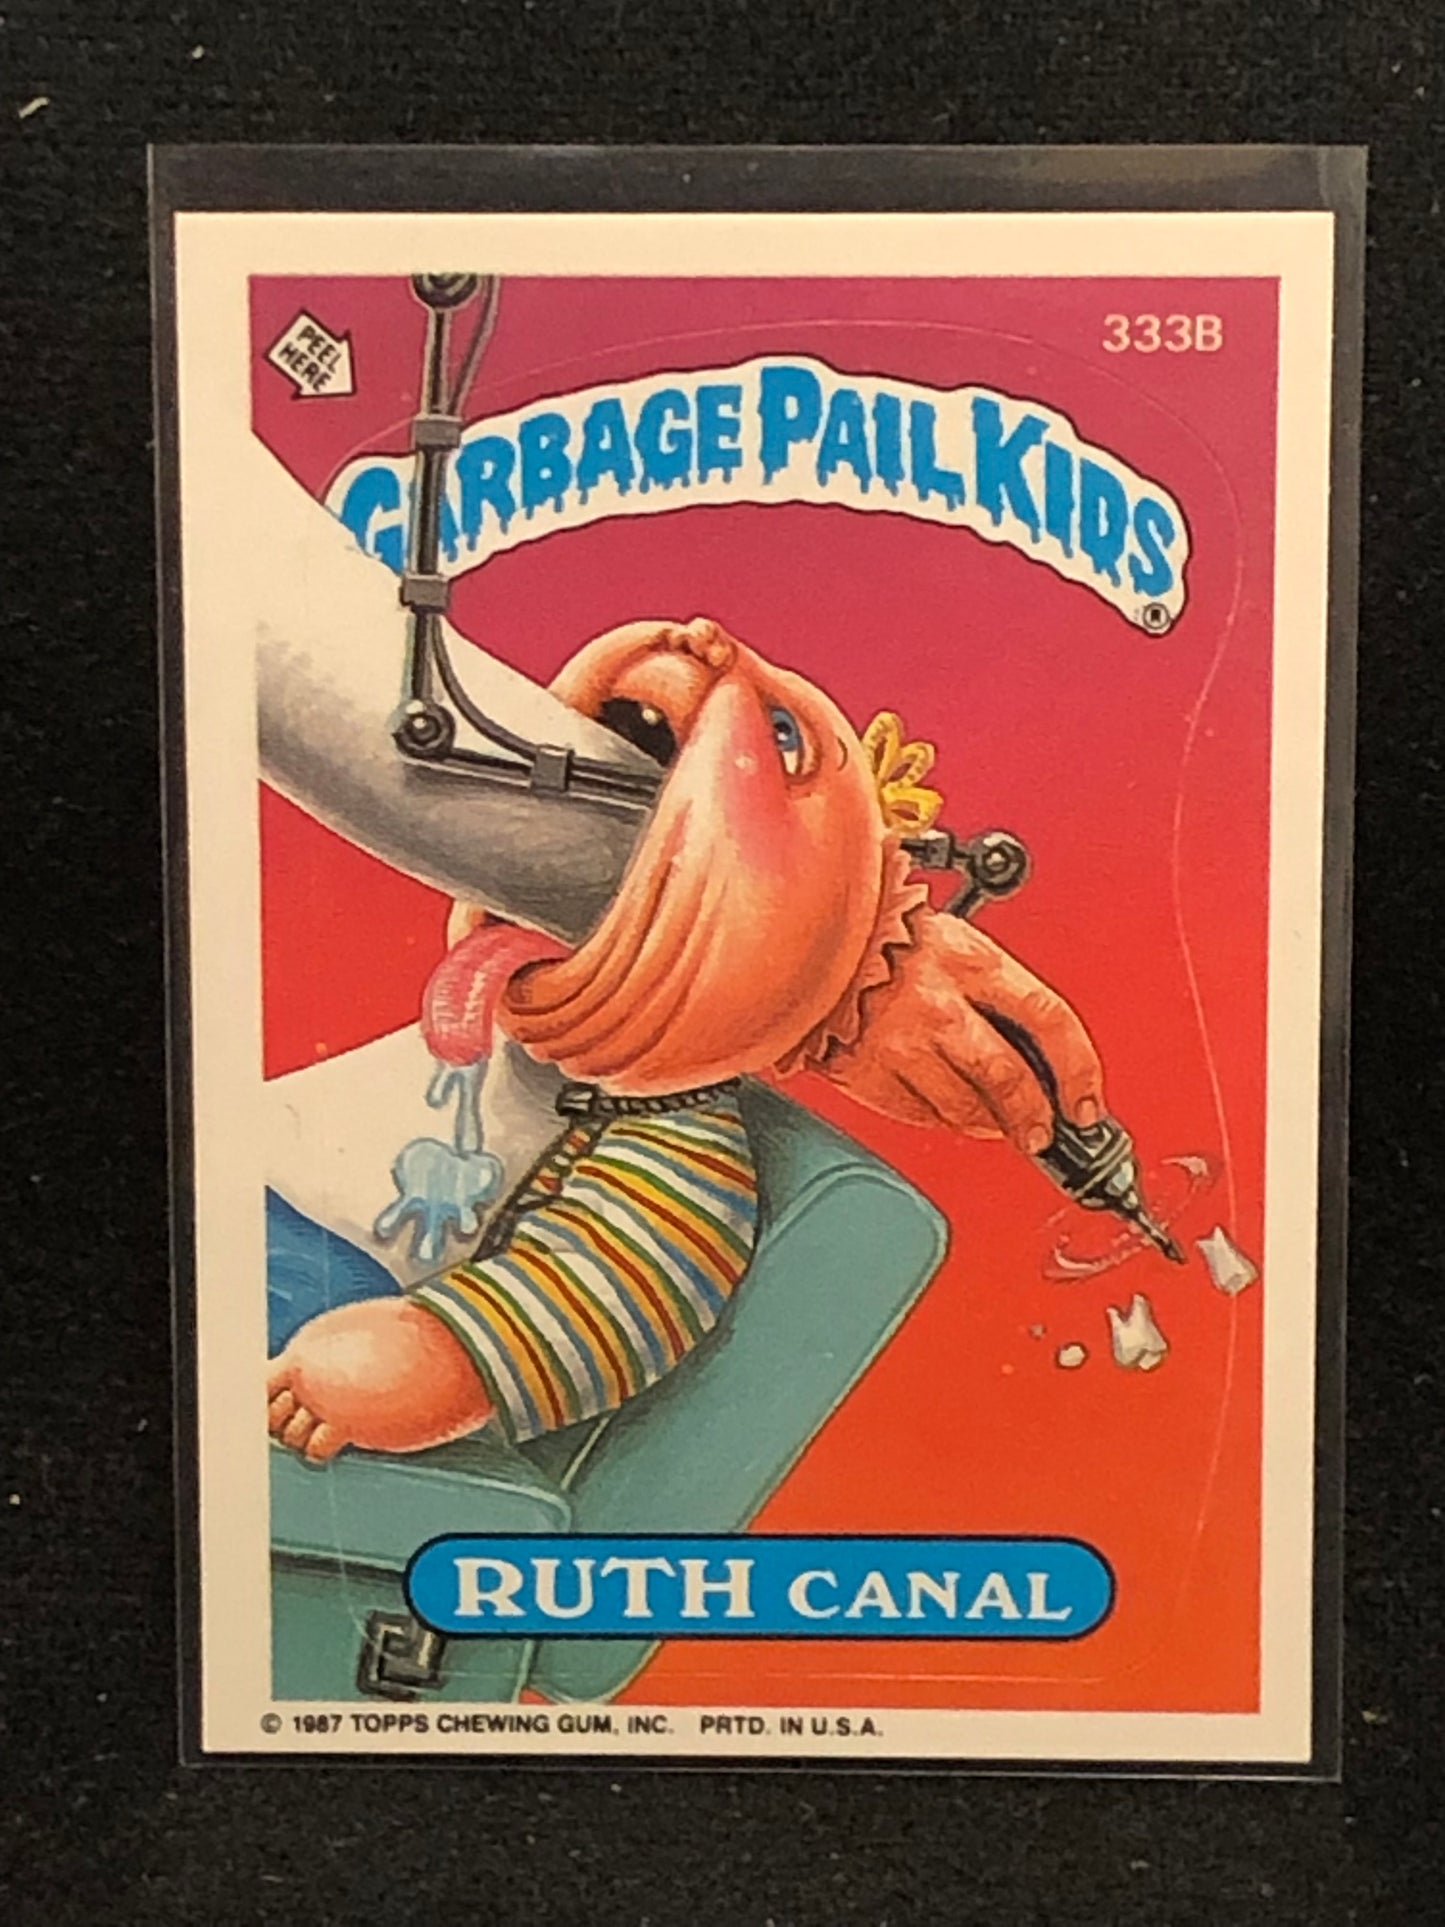 PEEL
HERE
333B
GARBAGE PAIL KIDS
®
RUTH CANAL
© 1987 TOPPS CHEWING GUM, INC. PRTD. IN U.S.A.